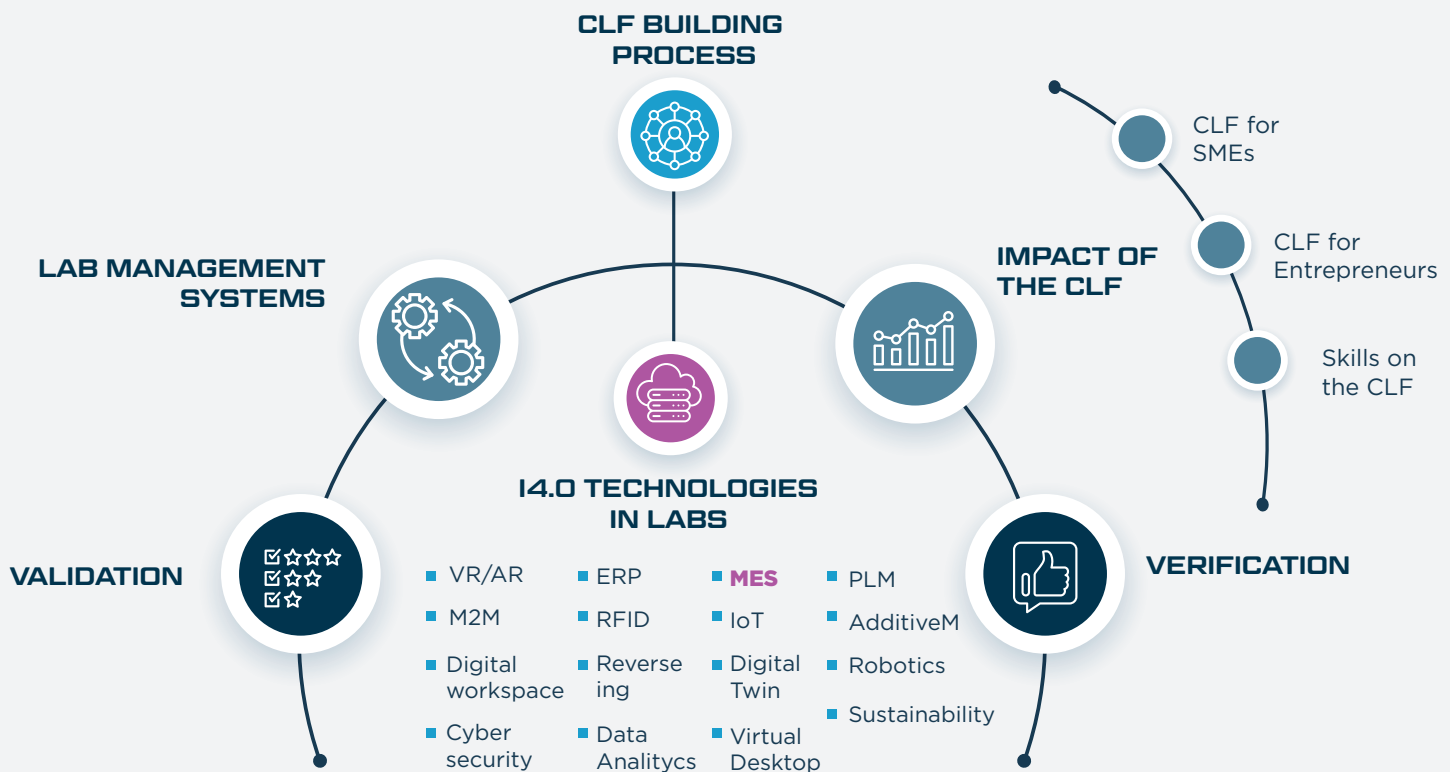 CLF BUILDING
PROCESS
CLF for
SMEs
CLF for
Entrepreneurs
Skills on
the CLF
LAB MANAGEMENT
SYSTEMS
IMPACT OF
THE CLF
I4.0 TECHNOLOGIES
IN LABS
VALIDATION
VERIFICATION
VR/AR
M2M
Digital
workspace
Cyber
security
ERP
RFID
Reverse
ing
Data
Analitycs
MES
IoT
Digital
Twin
Virtual
Desktop
PLM
AdditiveM
Robotics
Sustainability